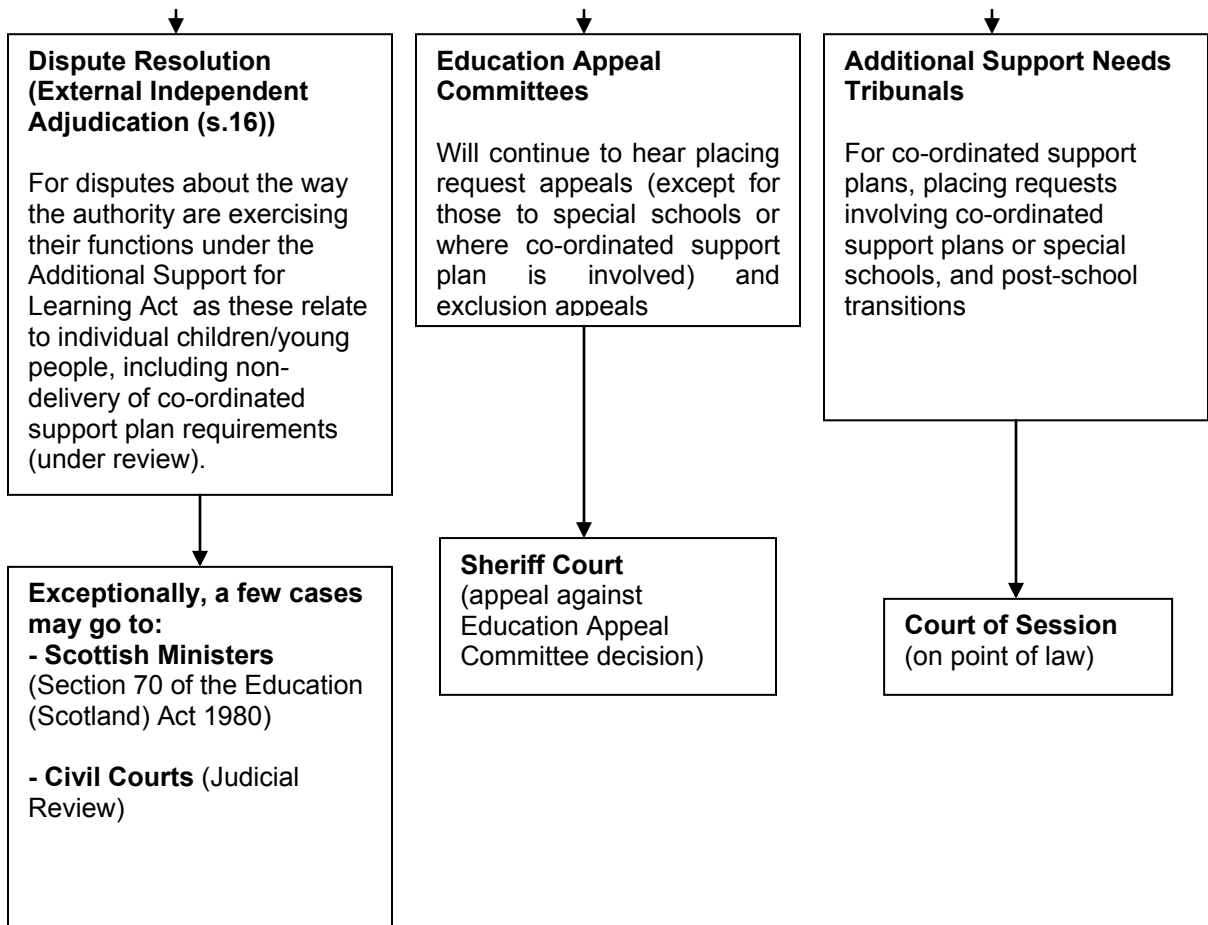 Dispute Resolution
(External Independent
Adjudication (s.16))
For disputes about the way
the authority are exercising
their functions under the
Additional Support for
Learning Act  as these relate
to individual children/young
people, including non-
delivery of co-ordinated
support plan requirements
(under review).
Education Appeal
Committees
Will continue to hear placing
request appeals (except for
those to special schools or
where co-ordinated support
plan is involved) and
exclusion appeals
Additional Support Needs
Tribunals
For co-ordinated support
plans, placing requests
involving co-ordinated
support plans or special
schools, and post-school
transitions
Exceptionally, a few cases
may go to:
- Scottish Ministers
(Section 70 of the Education
(Scotland) Act 1980)
- Civil Courts (Judicial
Review)
Sheriff Court
(appeal against
Education Appeal
Committee decision)
Court of Session
(on point of law)